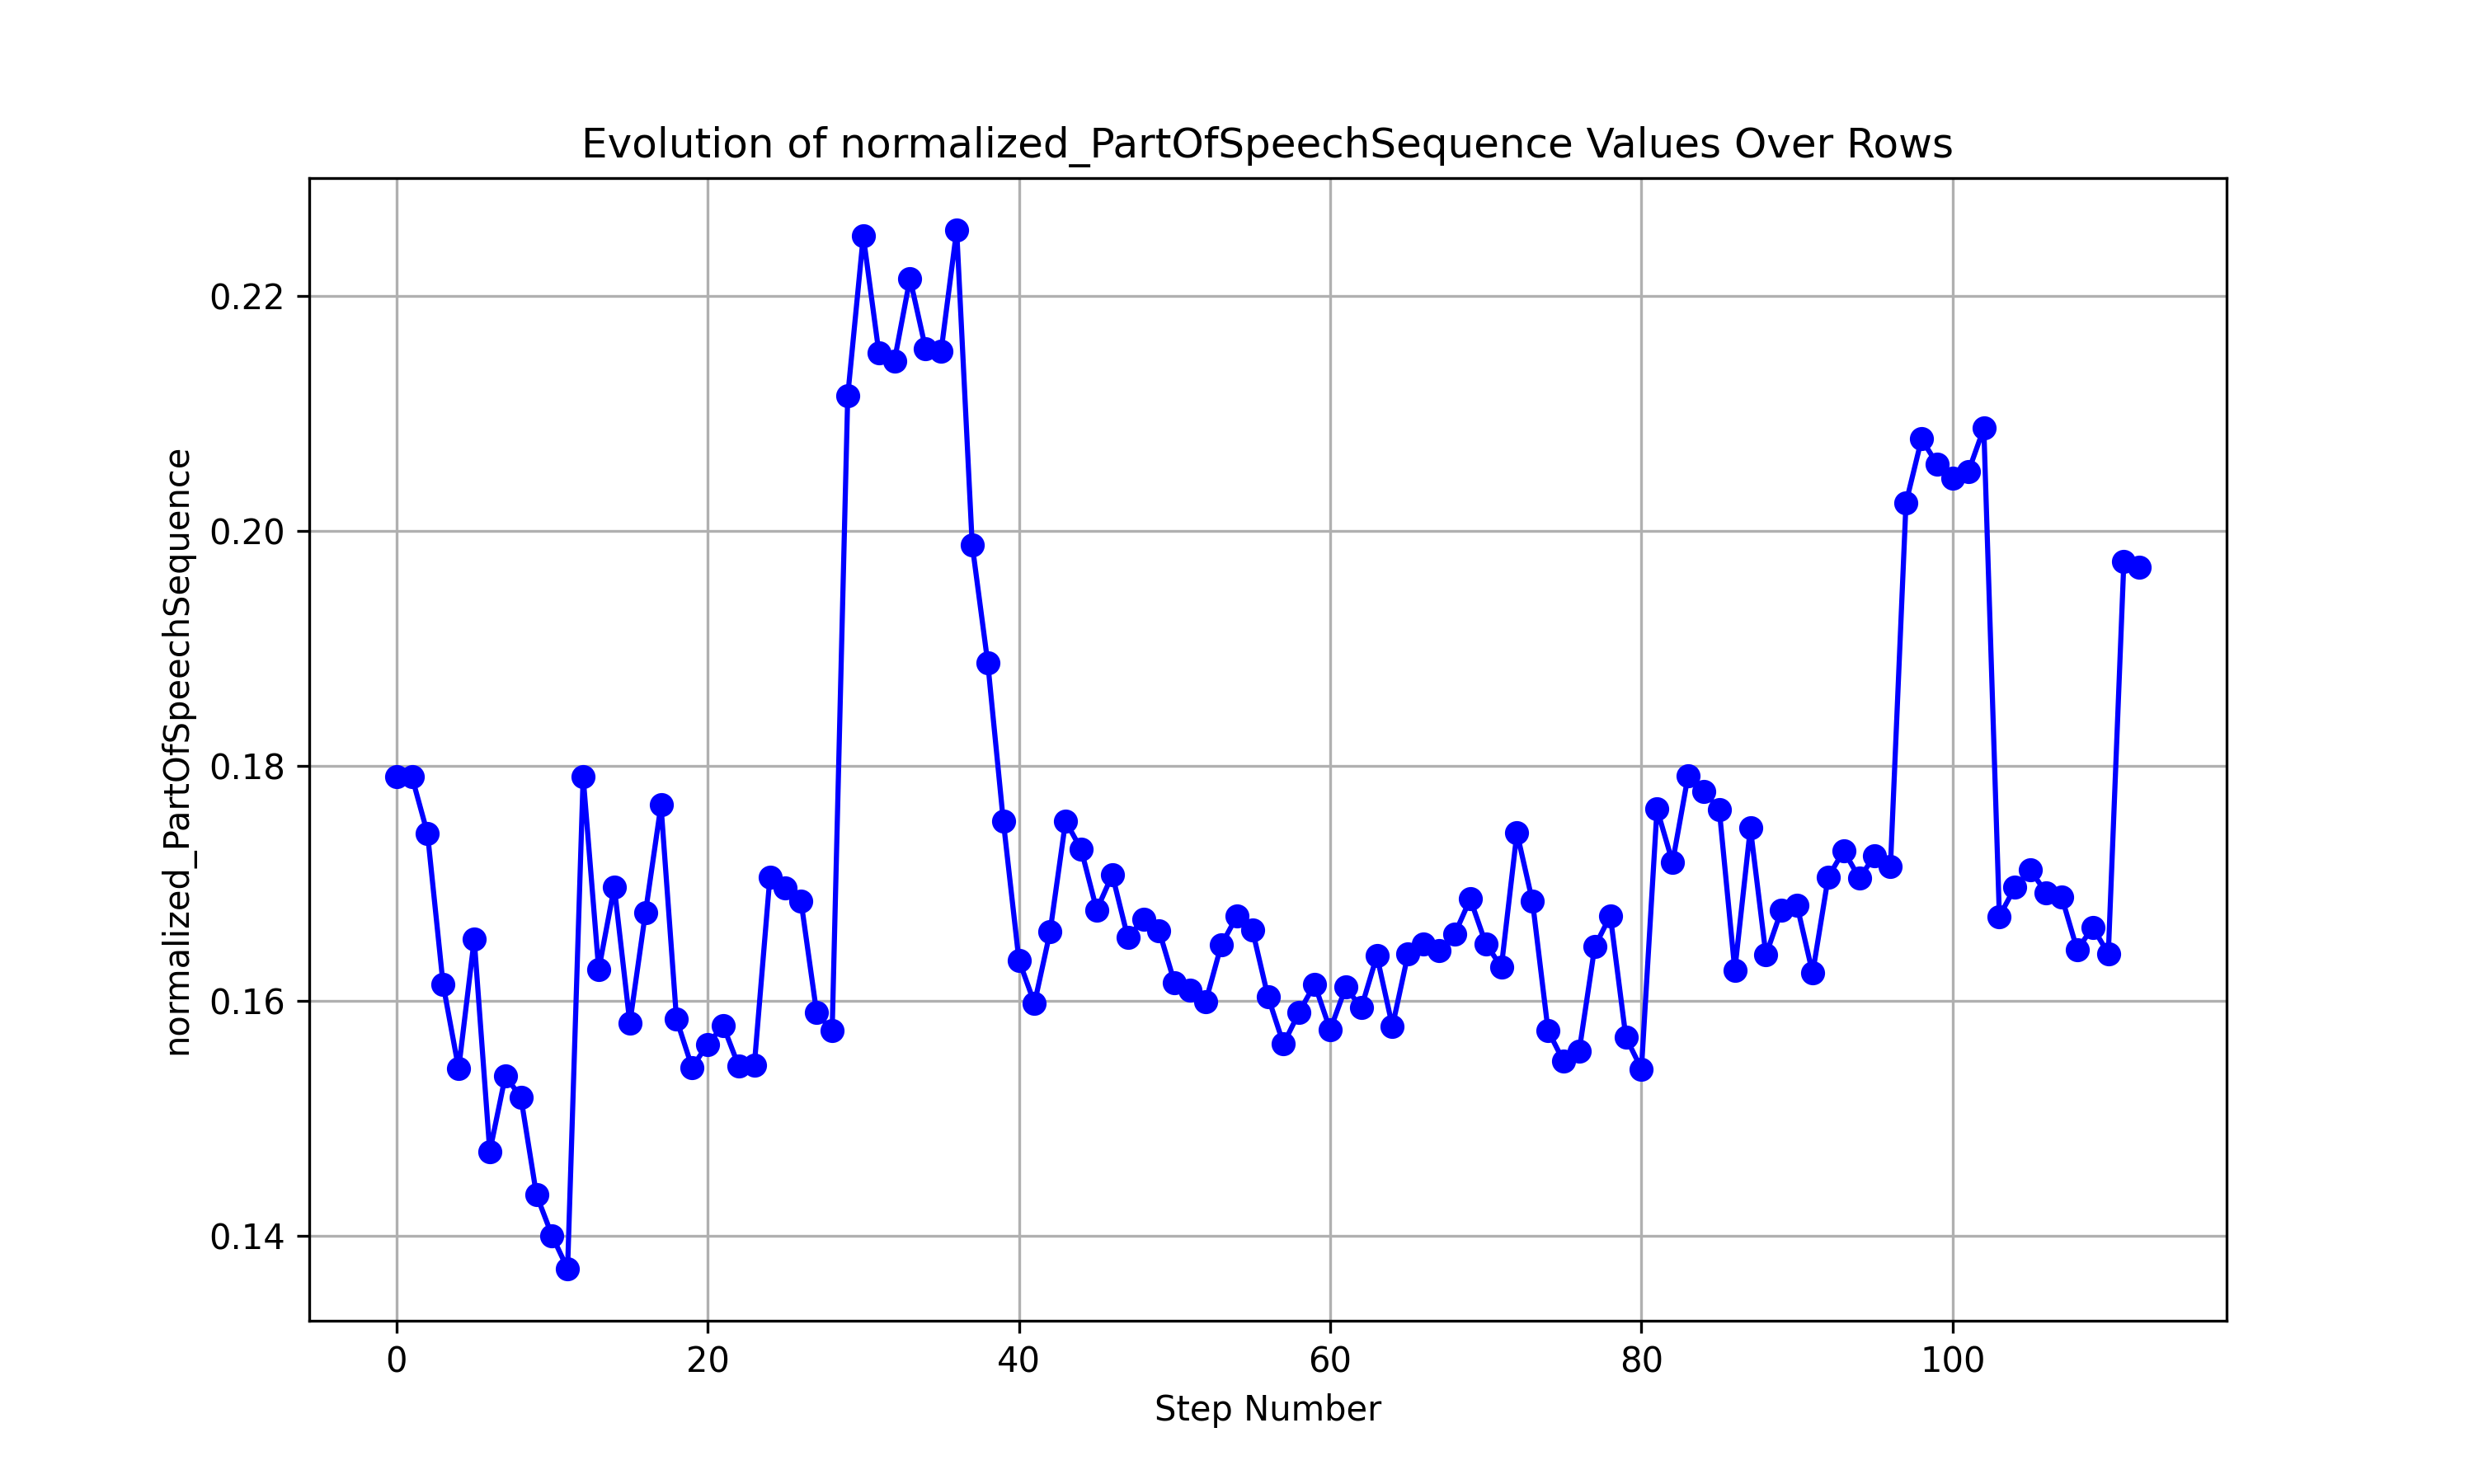 Evolution of normalized_PartOfSpeechSequence Values Over Rows
normalized_PartOfSpeechSequence
0.22
0.20
0.18
0.16
0.14
0 20 40 60 80 100
Step Number